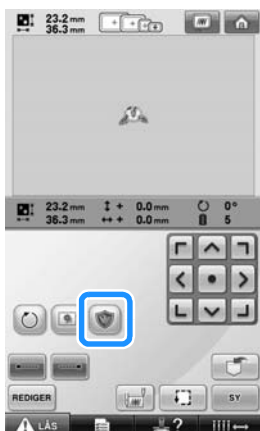 23.2 mm
36.3 mm
23.2 mm + 0.0 mm 0°
36.3 mm + 0.0 mm 5
REDIGER SY
LÅS ?